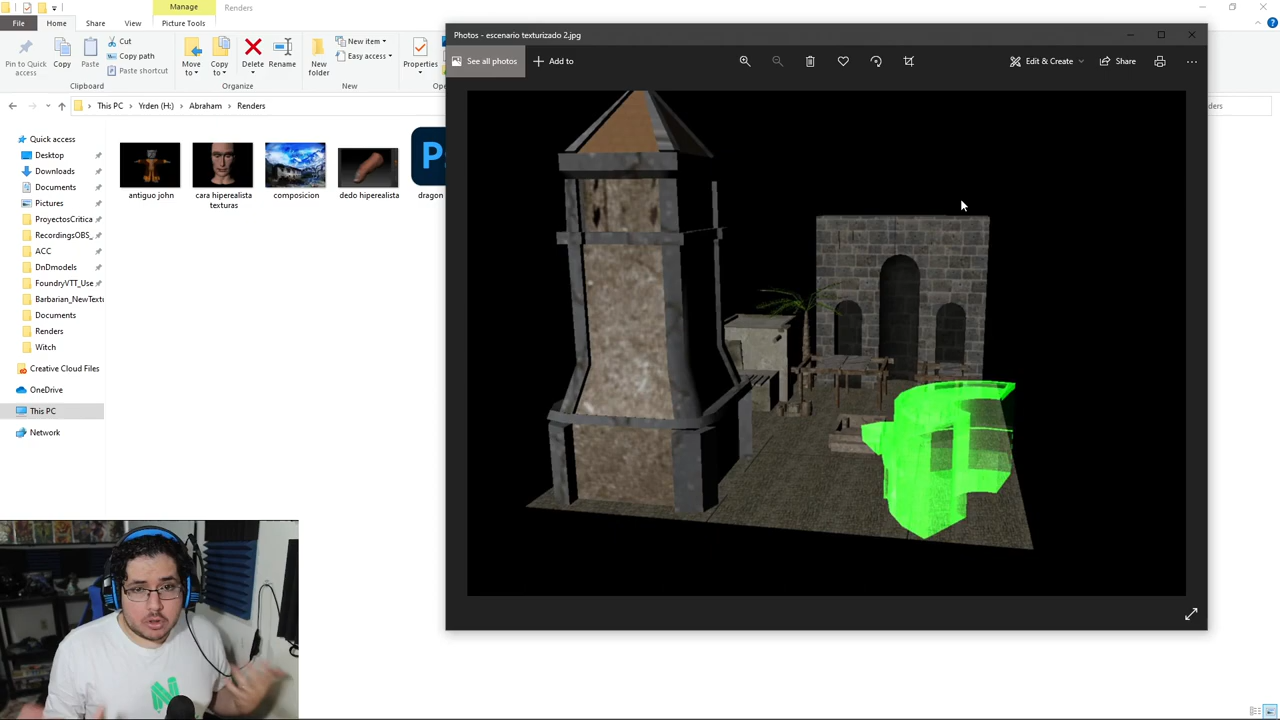 Manage
Renders
File
Home
Share
View
Picture Tools
Pin to Quick access
Copy
Paste
Cut
Copy path
Paste shortcut
Clipboard
Move to
Copy to
Delete
Rename
Organize
New folder
New item
Easy access
New
Properties
Photos - escenario texturizado 2.jpg
See all photos
Add to
Edit & Create
Share
This PC > Yrden (H:) > Abraham > Renders
Quick access
Desktop
Downloads
Documents
Pictures
ProyectosCritica
RecordingsOBS_
ACC
DnDmodels
FoundryVTT_Use
Barbarian_NewTextu
Documents
Renders
Witch
Creative Cloud Files
OneDrive
This PC
Network
antiguo john
cara hiperealista texturas
composicion
dedo hiperealista
dragon